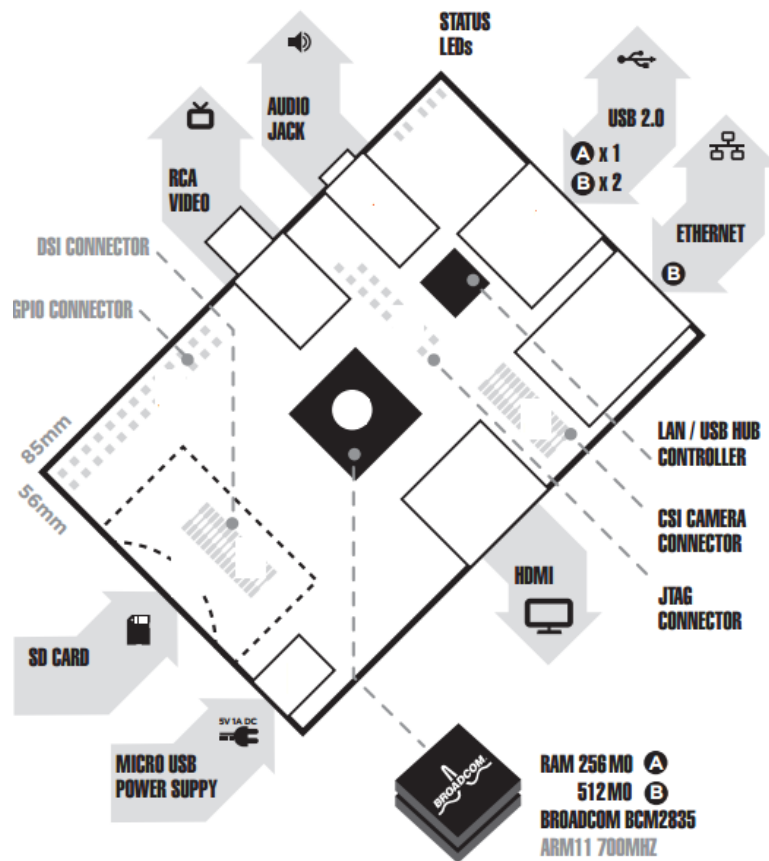 STATUS
LEDs
AUDIO
JACK
USB 2.0
A x 1
B x 2
RCA
VIDEO
ETHERNET
B
DSI CONNECTOR
GPIO CONNECTOR
85mm
56mm
LAN / USB HUB
CONTROLLER
CSI CAMERA
CONNECTOR
JTAG
CONNECTOR
HDMI
SD CARD
5V 1A DC
MICRO USB
POWER SUPPY
BROADCOM
RAM 256 MO A
512 MO B
BROADCOM BCM2835
ARM11 700MHZ